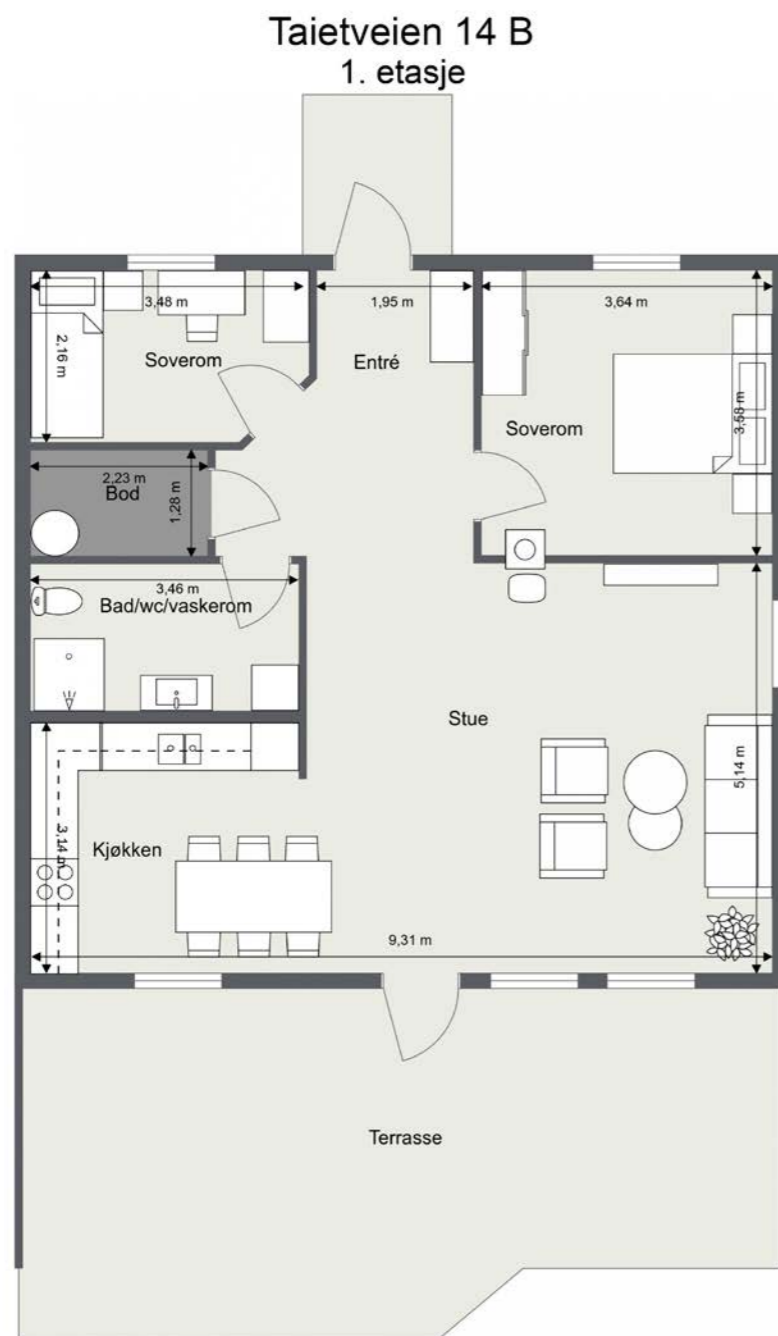 Taietveien 14 B
1. etasje
3,48 m
1,95 m
3,64 m
2,16 m
Soverom
Entré
3,58 m
Soverom
2,23 m
Bod
1,28 m
3,46 m
Bad/wc/vaskerom
Stue
5,14 m
3,14 m
Kjøkken
9,31 m
Terrasse